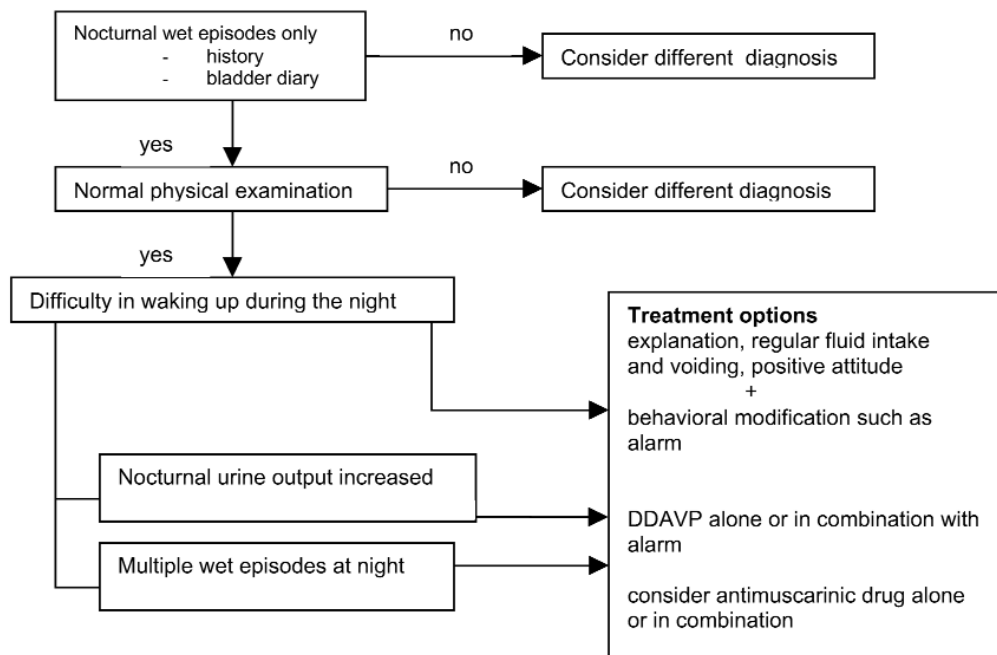 Nocturnal wet episodes only
- history
- bladder diary
no
Consider different diagnosis
yes
Normal physical examination
no
Consider different diagnosis
yes
Difficulty in waking up during the night
Treatment options
explanation, regular fluid intake
and voiding, positive attitude
+
behavioral modification such as
alarm
Nocturnal urine output increased
DDAVP alone or in combination with
alarm
Multiple wet episodes at night
consider antimuscarinic drug alone
or in combination